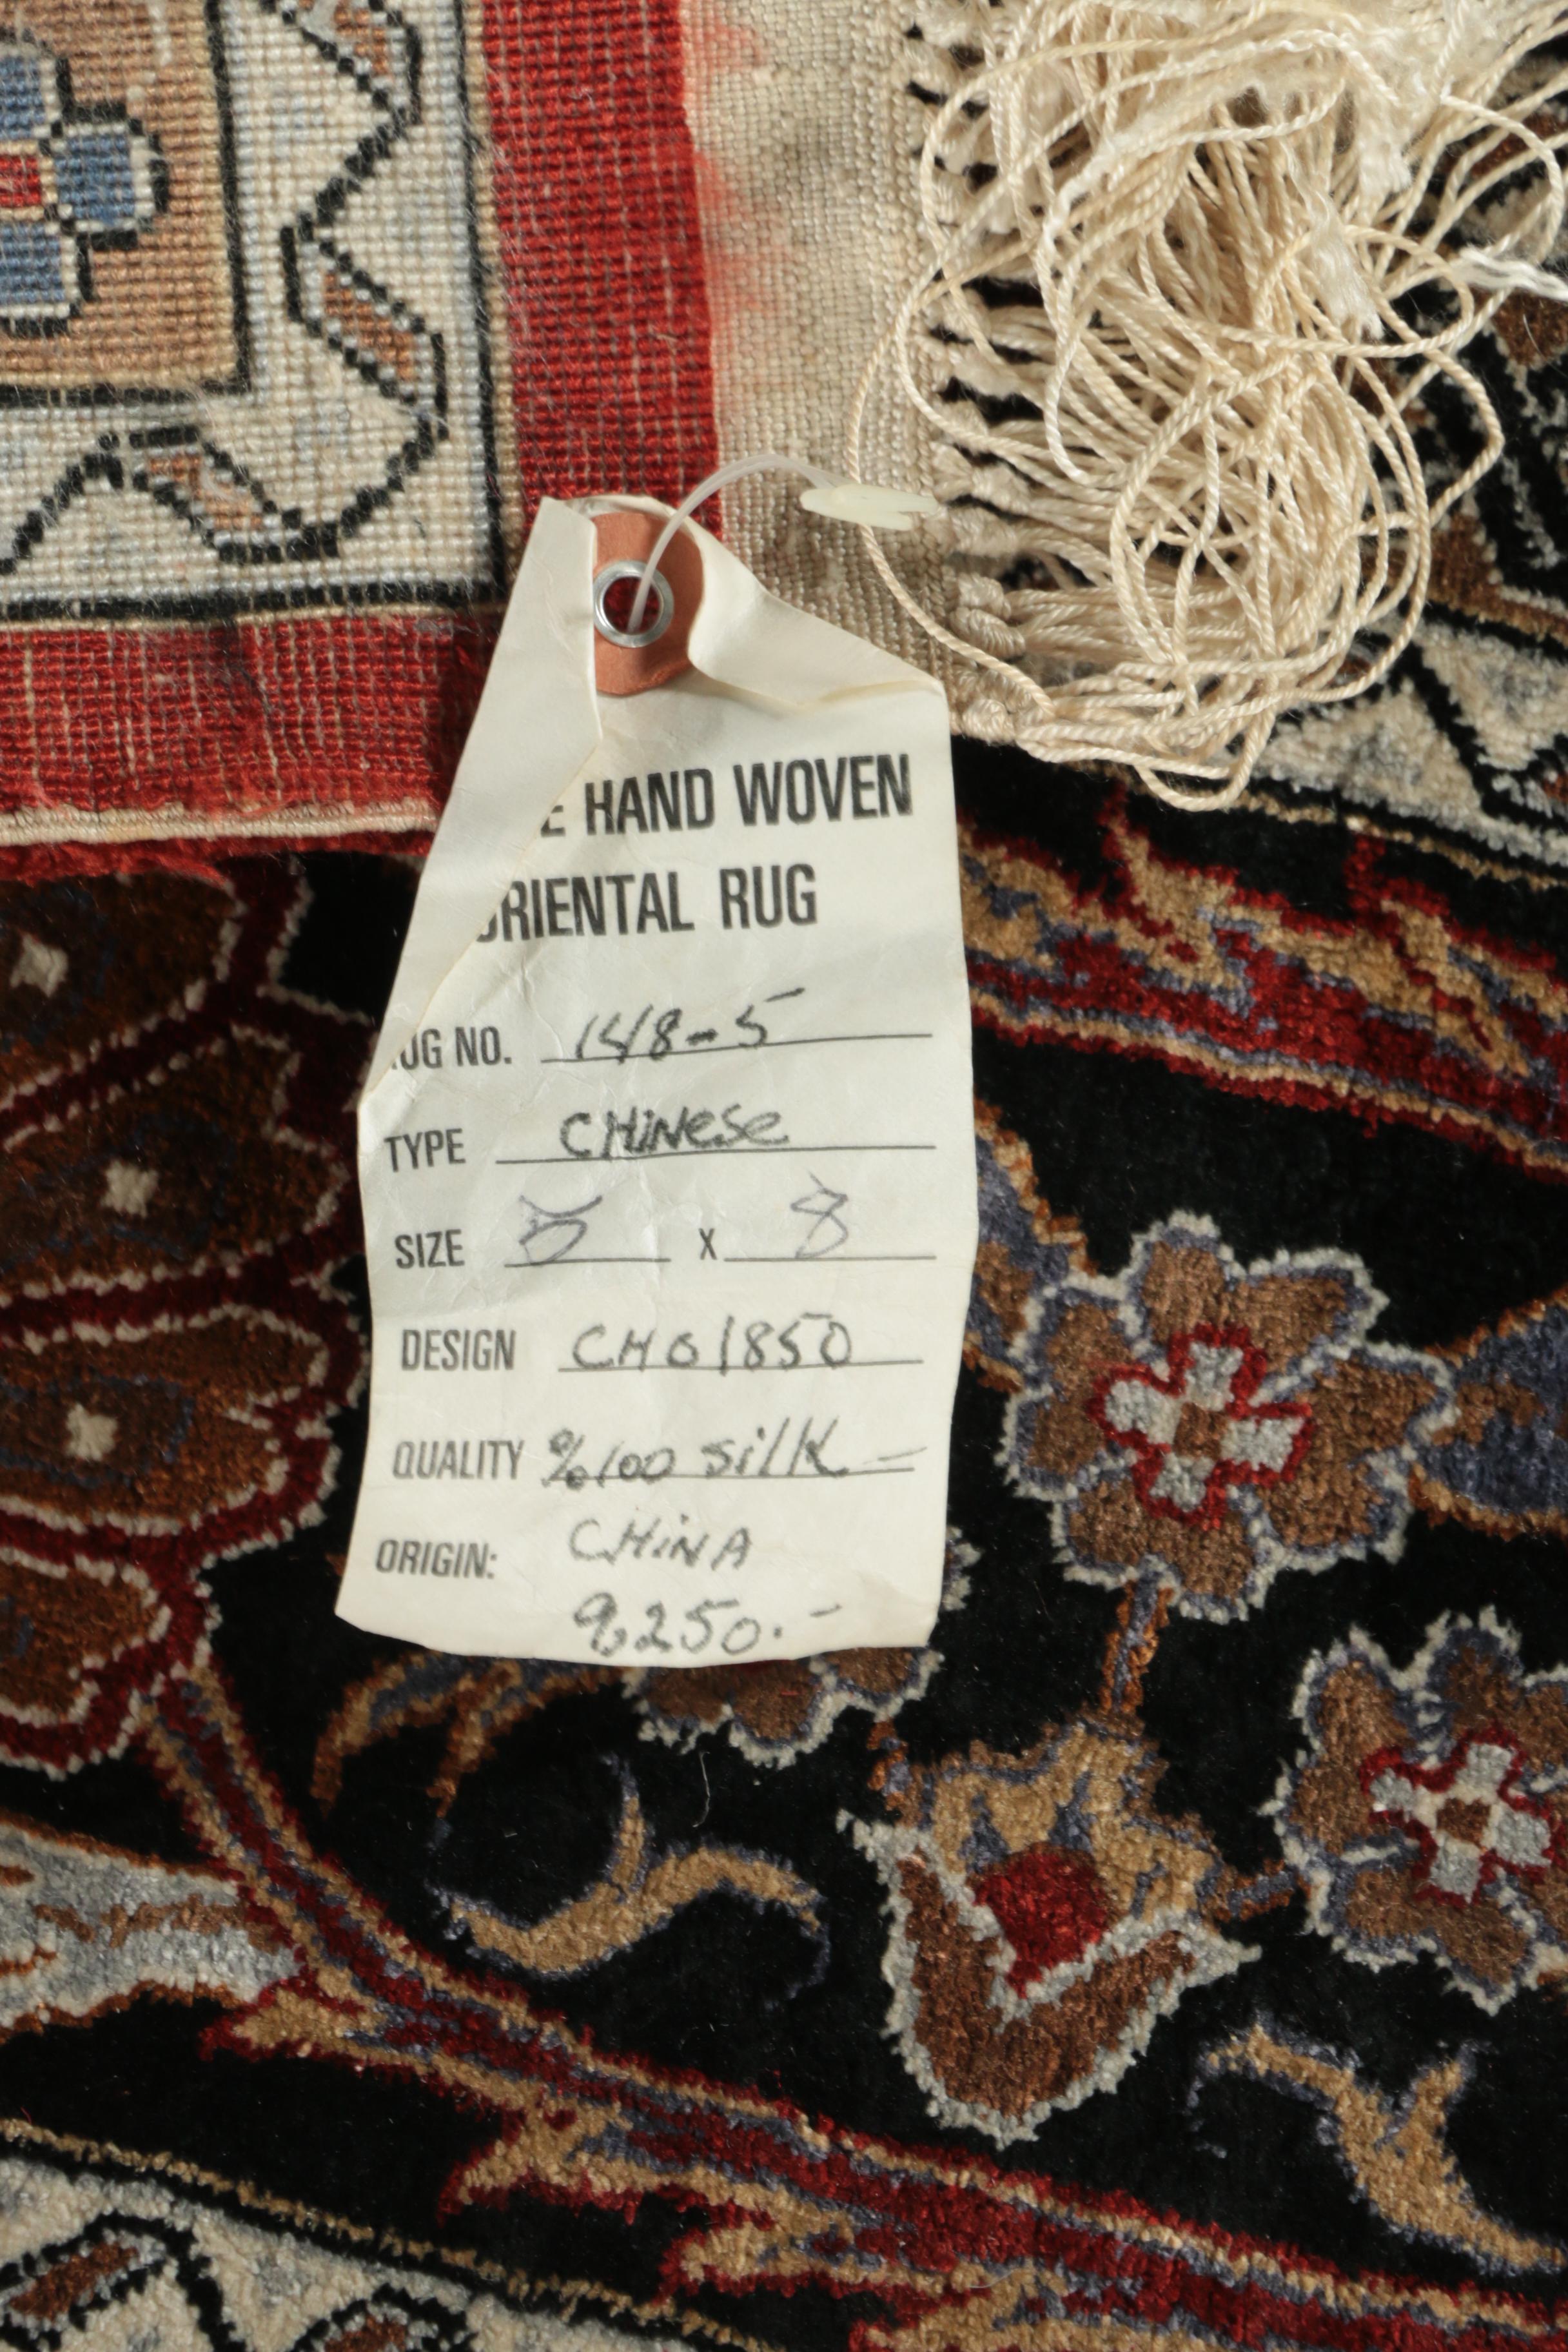 HAND WOVEN
ORIENTAL RUG
RUG NO. 148-5
TYPE CHINESE
SIZE 5 x 8
DESIGN CH01850
QUALITY %100 SILK -
ORIGIN: CHINA
9,250.-